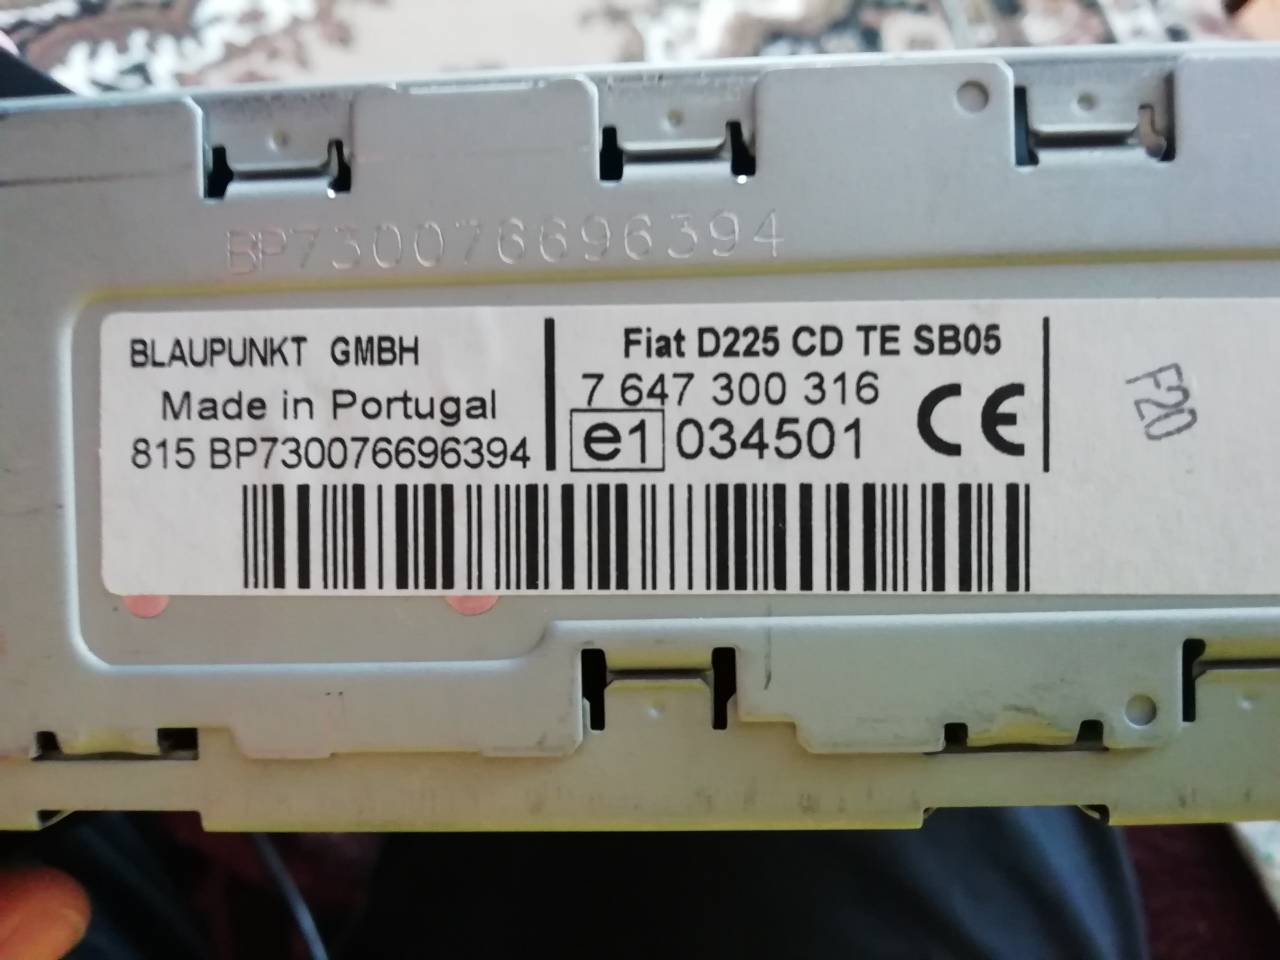 BP730076696394
BLAUPUNKT GMBH
Made in Portugal
815 BP730076696394
Fiat D225 CD TE SB05
7 647 300 316
e1 034501 CE
F20